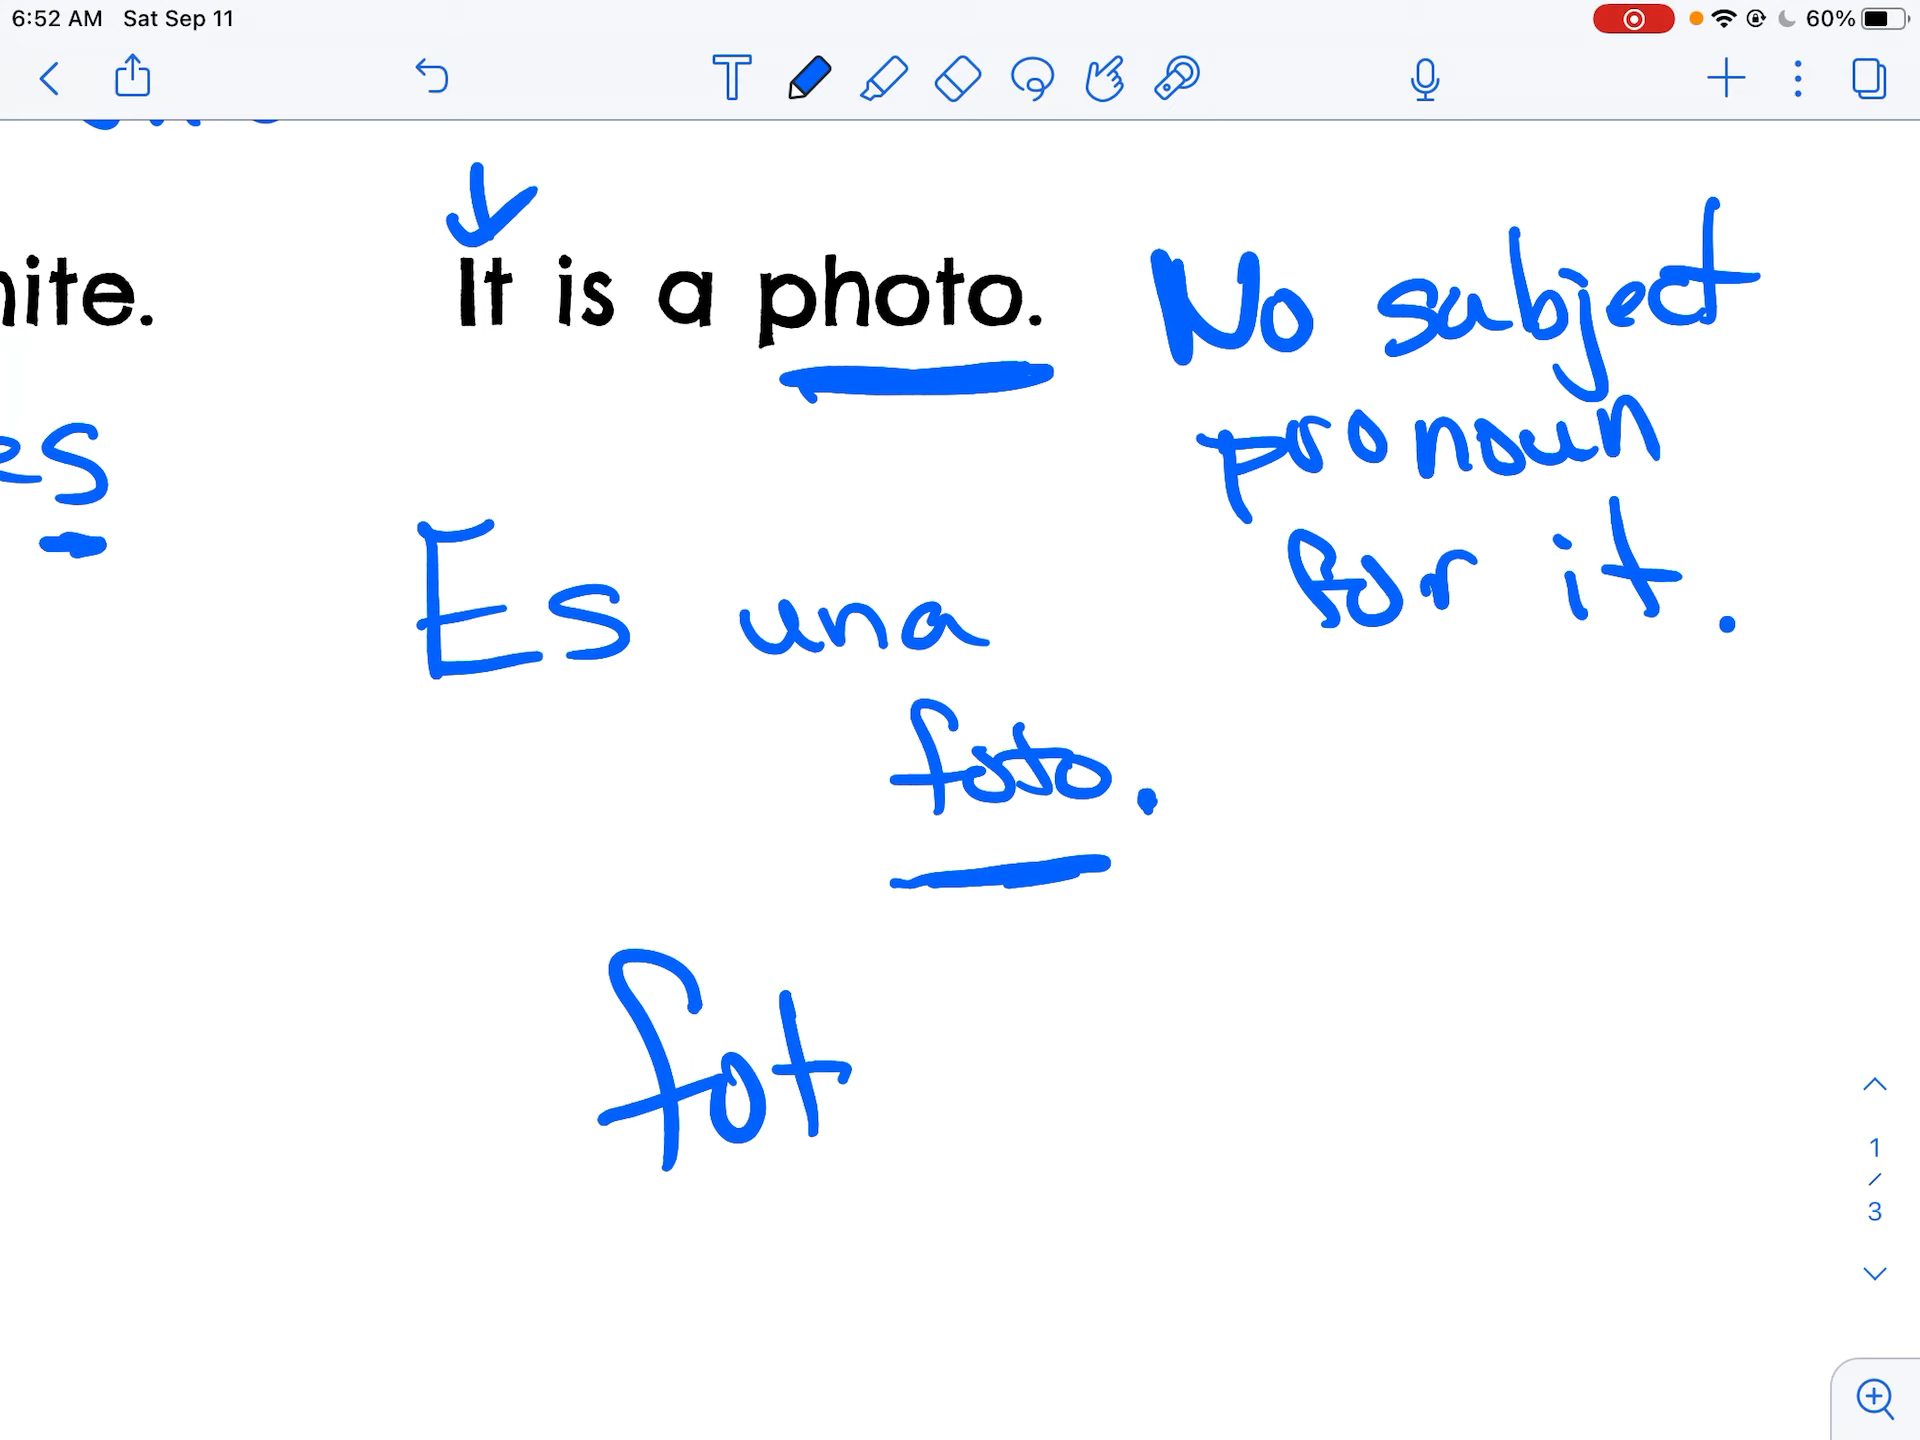 6:52 AM Sat Sep 11
60%
It is a photo.
No subject
pronoun
for it.
es
Es una
foto.
fot
1
/
3